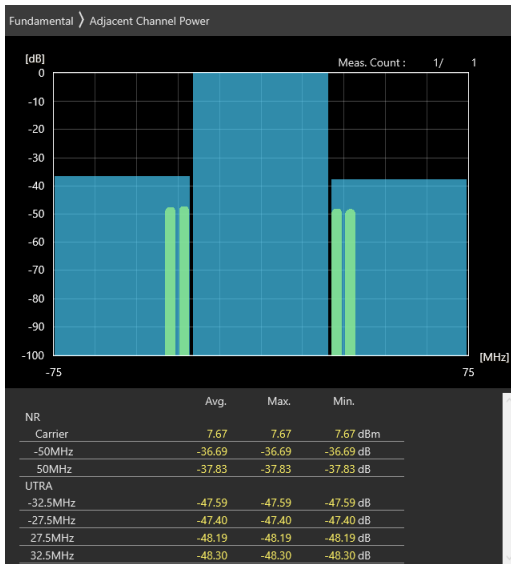 Fundamental 〉 Adjacent Channel Power
[dB]
Meas. Count : 1/ 1
0
-10
-20
-30
-40
-50
-60
-70
-80
-90
-100
[MHz]
-75 75
Avg. Max. Min.
NR
Carrier 7.67 7.67 7.67 dBm
-50MHz -36.69 -36.69 -36.69 dB
50MHz -37.83 -37.83 -37.83 dB
UTRA
-32.5MHz -47.59 -47.59 -47.59 dB
-27.5MHz -47.40 -47.40 -47.40 dB
27.5MHz -48.19 -48.19 -48.19 dB
32.5MHz -48.30 -48.30 -48.30 dB